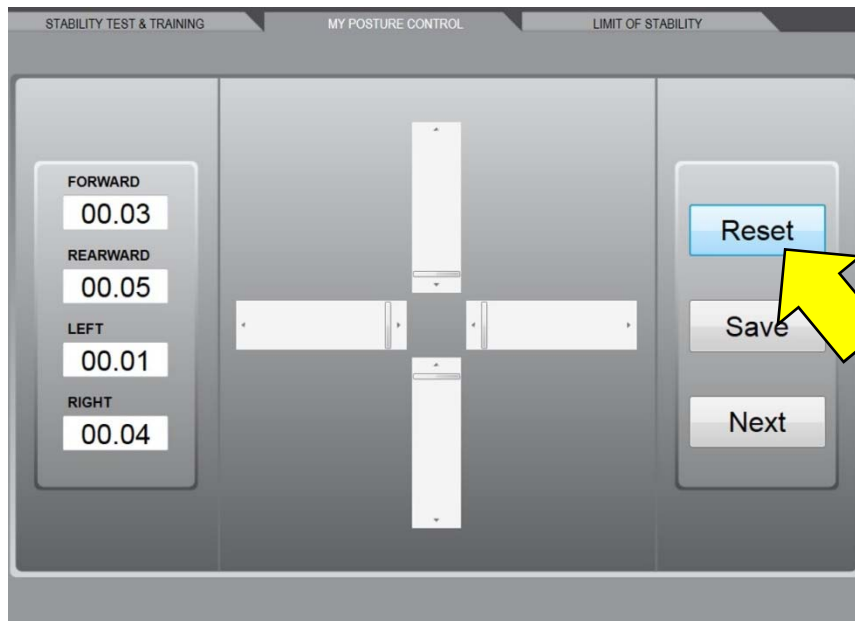 STABILITY TEST & TRAINING
MY POSTURE CONTROL
LIMIT OF STABILITY
FORWARD
00.03
REARWARD
00.05
LEFT
00.01
RIGHT
00.04
Reset
Save
Next